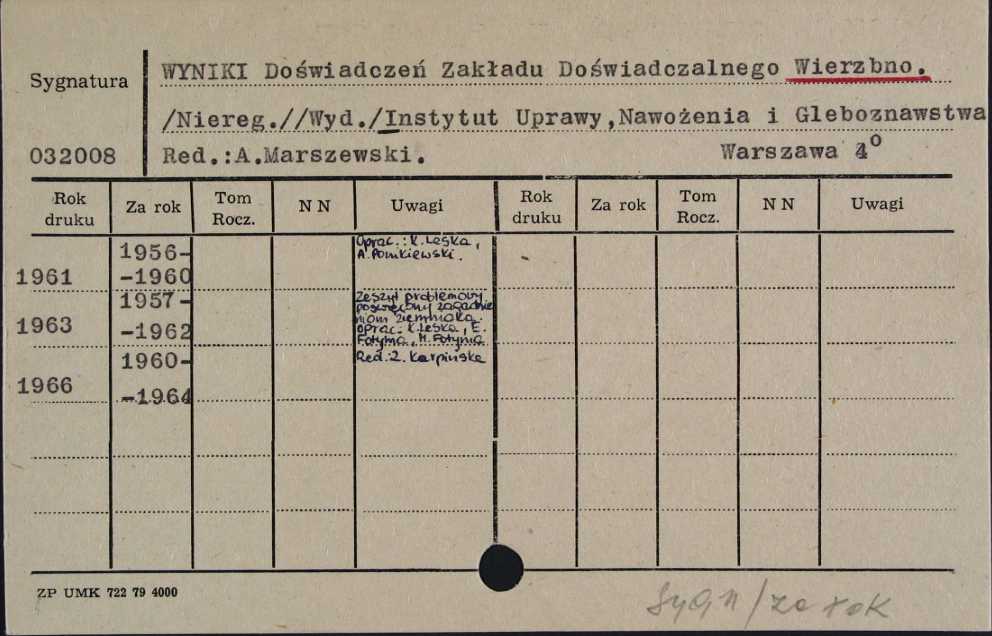 Sygnatura
WYNIKI Doświadczeń Zakładu Doświadczalnego Wierzbno.
/Niereg.//Wyd./Instytut Uprawy,Nawożenia i Gleboznawstwa
032008 Red.:A.Marszewski. Warszawa 4⁰
Rok druku Za rok Tom Rocz. N N Uwagi Rok druku Za rok Tom Rocz. N N Uwagi
1961 1956-
-1960
Oprac.: K. Leska,
A. Pomikiewski.
1963 1957-
-1962
Zeszyt problemowy
poświęcony zagadnie
niom ziemniaka.
Oprac. K. Leska, E.
Fotyma, M. Fotyma
1966 1960-
-1964
Red.: Z. Karpińska
ZP UMK 722 79 4000
Sygn/za rok